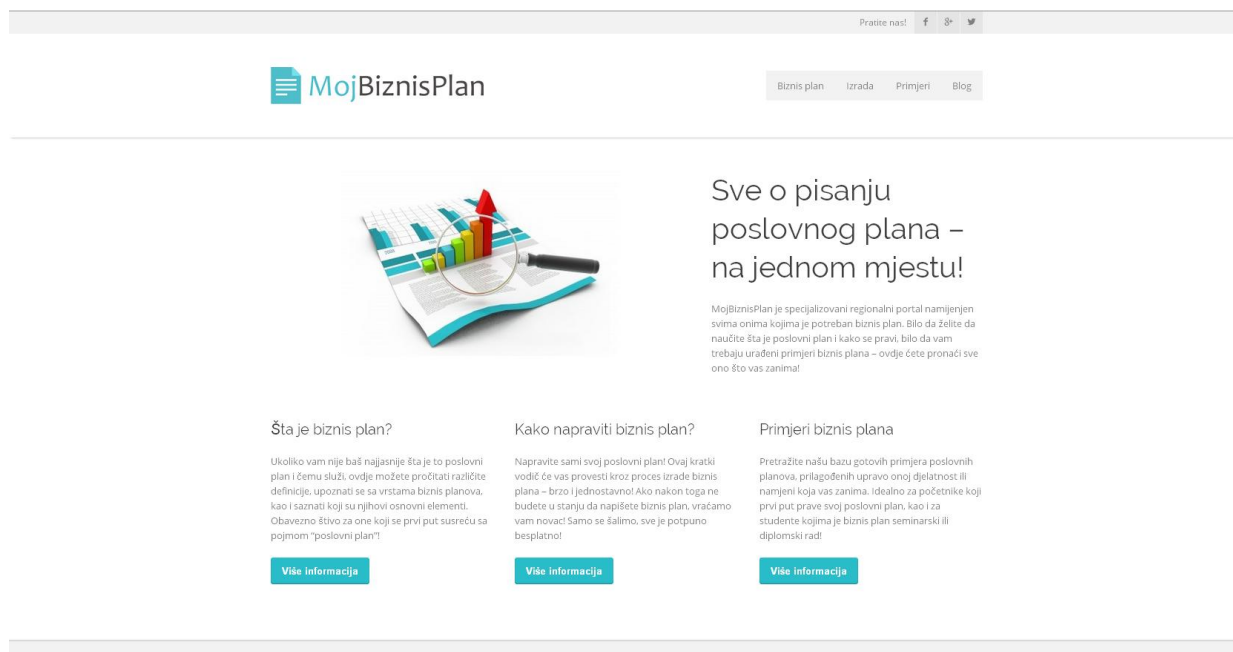 Pratite nas!
MojBiznisPlan
Biznis plan Izrada Primjeri Blog
Sve o pisanju
poslovnog plana –
na jednom mjestu!
MojBiznisPlan je specijalizovani regionalni portal namijenjen
svima onima kojima je potreban biznis plan. Bilo da želite da
naučite šta je poslovni plan i kako se pravi, bilo da vam
trebaju urađeni primjeri biznis plana – ovdje ćete pronaći sve
ono što vas zanima!
Šta je biznis plan?
Ukoliko vam nije baš najjasnije šta je to poslovni
plan i čemu služi, ovdje možete pročitati različite
definicije, upoznati se sa vrstama biznis planova,
kao i saznati koji su njihovi osnovni elementi.
Obavezno štivo za one koji se prvi put susreću sa
pojmom "poslovni plan"!
Više informacija
Kako napraviti biznis plan?
Napravite sami svoj poslovni plan! Ovaj kratki
vodič će vas provesti kroz proces izrade biznis
plana – brzo i jednostavno! Ako nakon toga ne
budete u stanju da napišete biznis plan, vraćamo
vam novac! Samo se šalimo, sve je potpuno
besplatno!
Više informacija
Primjeri biznis plana
Pretražite našu bazu gotovih primjera poslovnih
planova, prilagođenih upravo onoj djelatnost ili
namjeni koja vas zanima. Idealno za početnike koji
prvi put prave svoj poslovni plan, kao i za
studente kojima je biznis plan seminarski ili
diplomski rad!
Više informacija